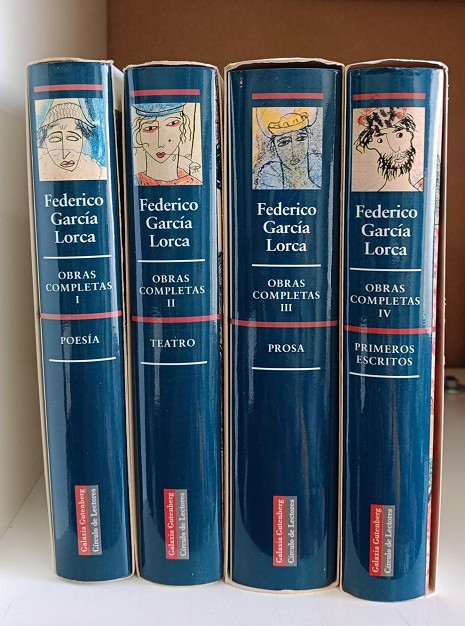 Federico
García
Lorca
OBRAS
COMPLETAS
I
POESÍA
Galaxia Gutenberg
Círculo de Lectores
Federico
García
Lorca
OBRAS
COMPLETAS
II
TEATRO
Galaxia Gutenberg
Círculo de Lectores
Federico
García
Lorca
OBRAS
COMPLETAS
III
PROSA
Galaxia Gutenberg
Círculo de Lectores
Federico
García
Lorca
OBRAS
COMPLETAS
IV
PRIMEROS
ESCRITOS
Galaxia Gutenberg
Círculo de Lectores